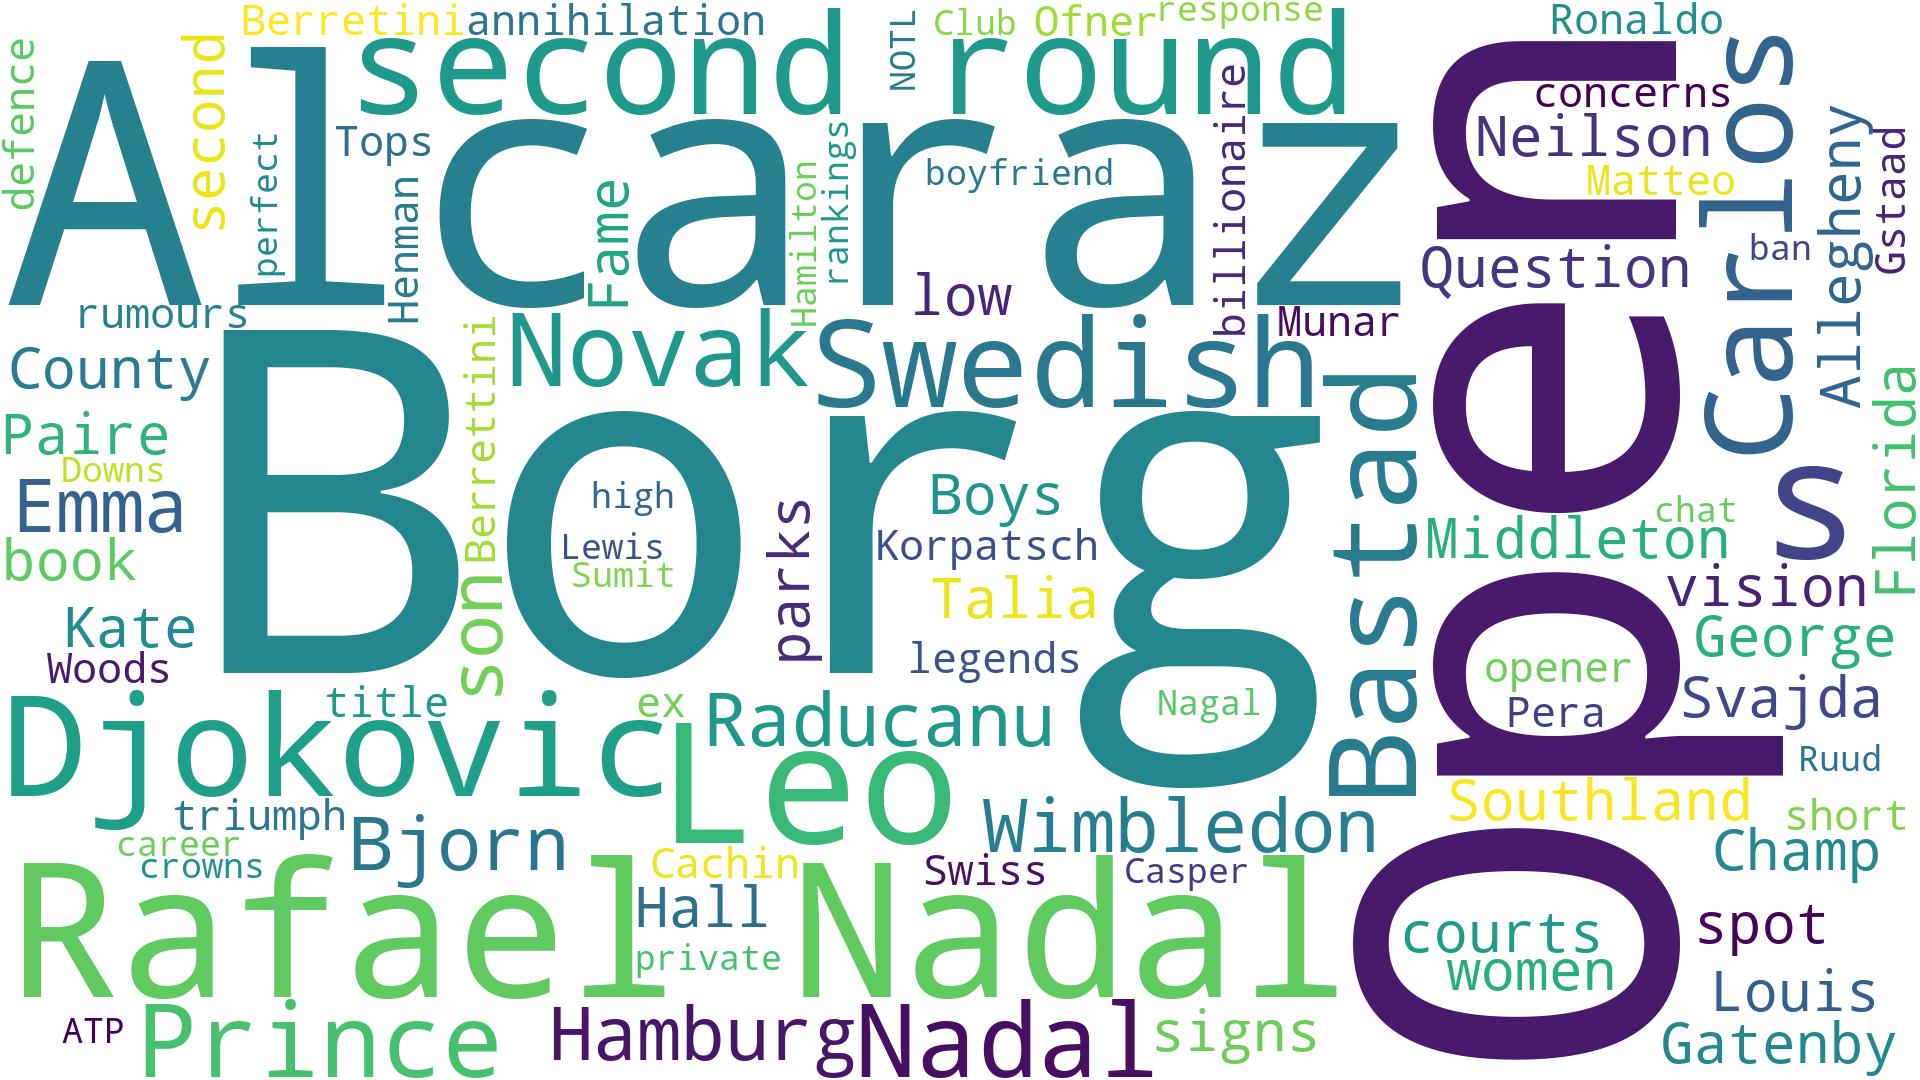 Berretini
annihilation
Club
Ofner
response
Ronaldo
defence
second
Alcaraz
second round
NOTL
Open
Carlos
concerns
Neilson
Matteo
Allegheny
Gstaad
perfect
Tops
Henman
Fame
Hamilton
rankings
boyfriend
billionaire
Question
ban
rumours
low
Munar
County
Berrettini
Novak
Swedish
Bastad
Borg
Paire
Downs
Emma
book
high
Lewis
Sumit
parks
Boys
Korpatsch
Talia
legends
Nagal
s
Florida
chat
Middleton
vision
George
Kate
Woods
son
opener
Pera
Svajda
Ruud
Djokovic
title
ex
Raducanu
Leo
triumph
Bjorn
Wimbledon
Southland
short
Champ
career
crowns
Cachin
Swiss
Casper
Rafael Nadal
Hall
private
courts
women
spot
Louis
ATP
Prince
Hamburg
Nadal
signs
Gatenby